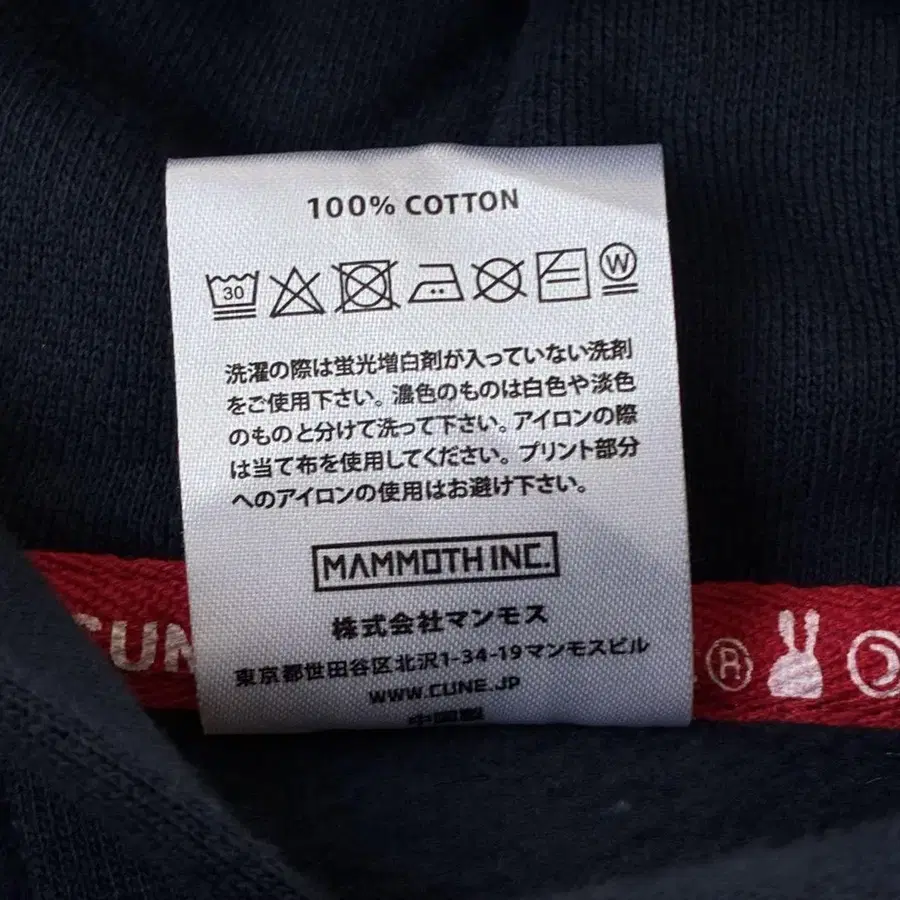 100% COTTON
30
W
洗濯の際は蛍光増白剤が入っていない洗剤
をご使用下さい。濃色のものは白色や淡色
のものと分けて洗って下さい。アイロンの際
は当て布を使用してください。プリント部分
へのアイロンの使用はお避け下さい。
MAMMOTH INC.
株式会社マンモス
東京都世田谷区北沢1-34-19マンモスビル
WWW.CUNE.JP
中国製
CUN
®